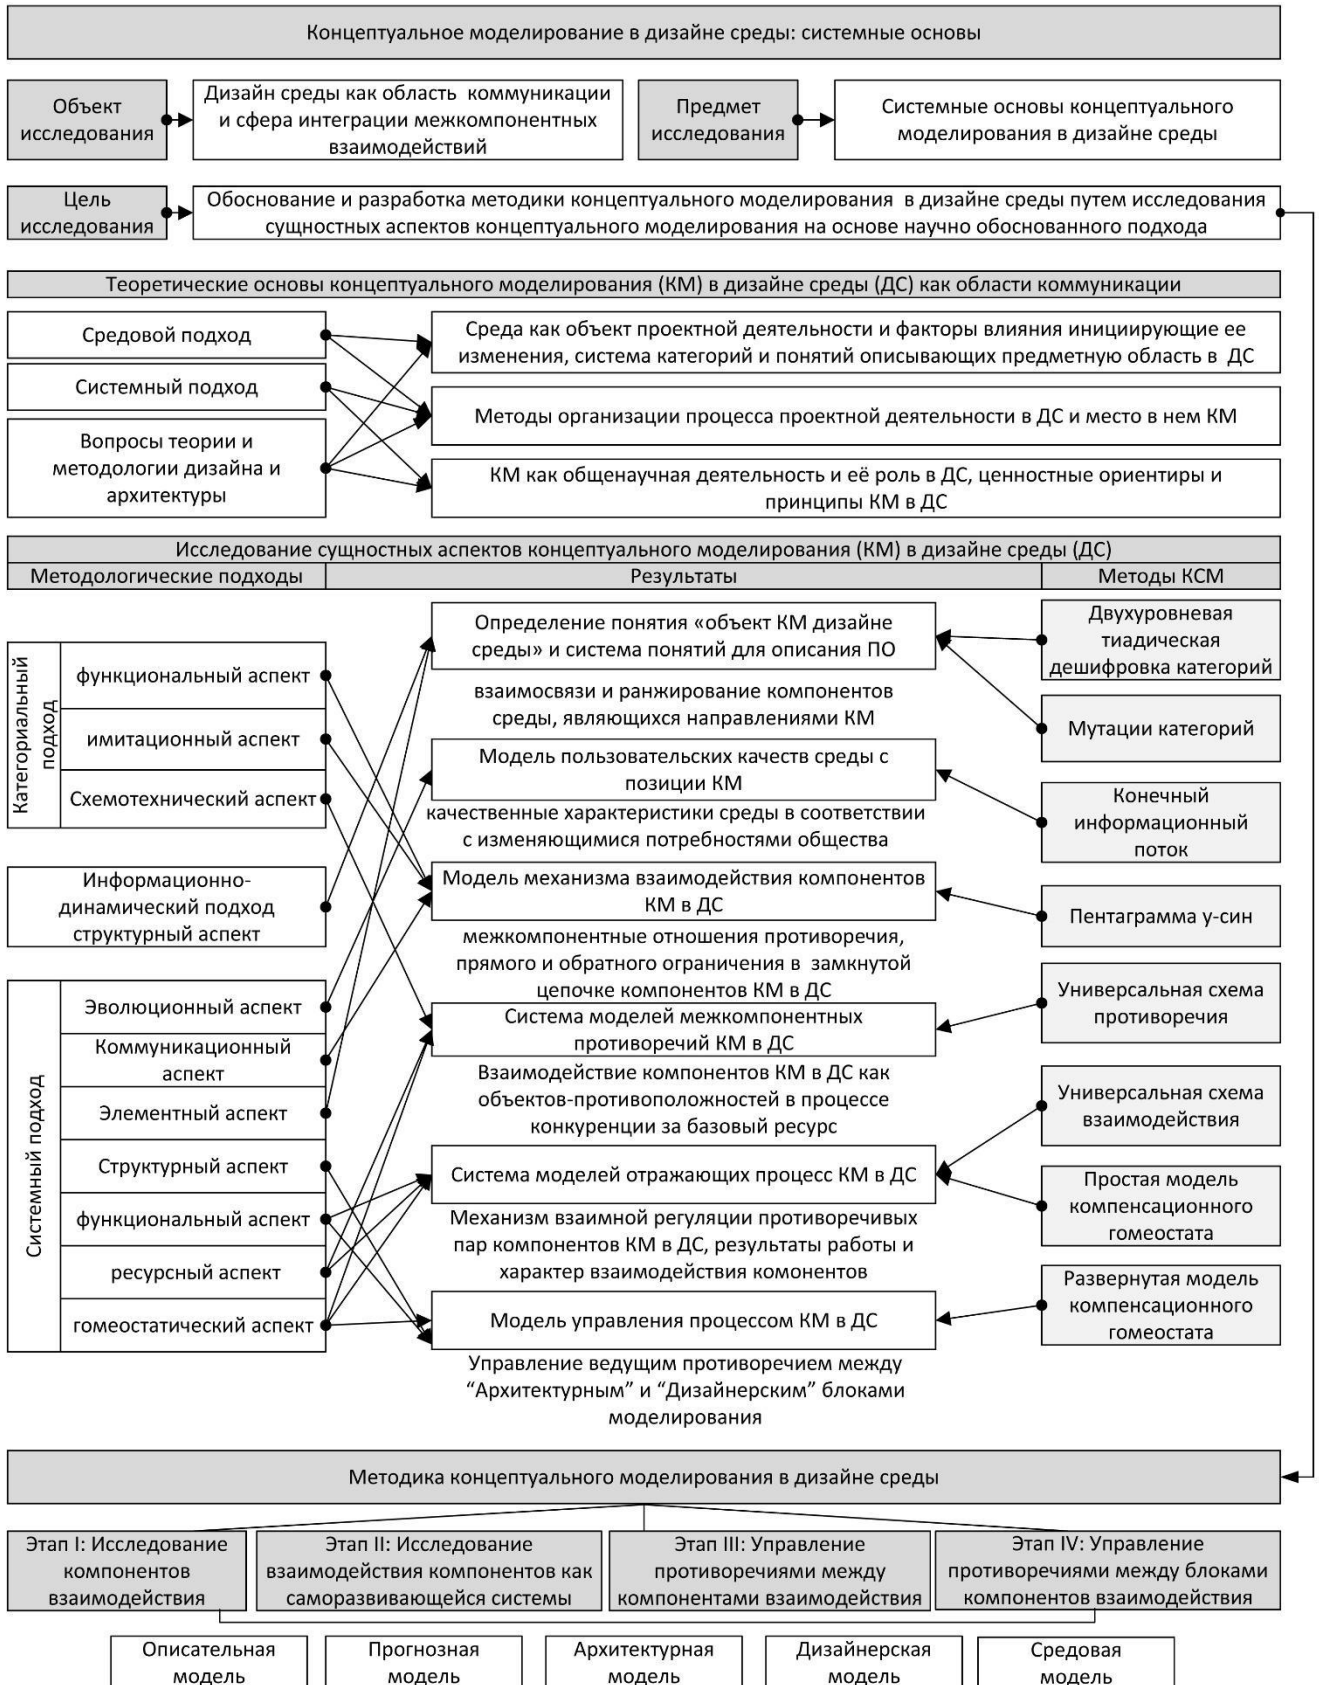 Концептуальное моделирование в дизайне среды: системные основы
Объект
исследования
Дизайн среды как область коммуникации
и сфера интеграции межкомпонентных
взаимодействий
Предмет
исследования
Системные основы концептуального
моделирования в дизайне среды
Цель
исследования
Обоснование и разработка методики концептуального моделирования в дизайне среды путем исследования
сущностных аспектов концептуального моделирования на основе научно обоснованного подхода
Теоретические основы концептуального моделирования (КМ) в дизайне среды (ДС) как области коммуникации
Средовой подход
Системный подход
Вопросы теории и
методологии дизайна и
архитектуры
Среда как объект проектной деятельности и факторы влияния инициирующие ее
изменения, система категорий и понятий описывающих предметную область в ДС
Методы организации процесса проектной деятельности в ДС и место в нем КМ
КМ как общенаучная деятельность и её роль в ДС, ценностные ориентиры и
принципы КМ в ДС
Исследование сущностных аспектов концептуального моделирования (КМ) в дизайне среды (ДС)
Методологические подходы
Результаты
Методы КСМ
Категориальный
подход
функциональный аспект
имитационный аспект
Схемотехнический аспект
Информационно-
динамический подход
структурный аспект
Системный подход
Эволюционный аспект
Коммуникационный
аспект
Элементный аспект
Структурный аспект
функциональный аспект
ресурсный аспект
гомеостатический аспект
Определение понятия «объект КМ дизайне
среды» и система понятий для описания ПО
взаимосвязи и ранжирование компонентов
среды, являющихся направлениями КМ
Модель пользовательских качеств среды с
позиции КМ
качественные характеристики среды в соответствии
с изменяющимися потребностями общества
Модель механизма взаимодействия компонентов
КМ в ДС
межкомпонентные отношения противоречия,
прямого и обратного ограничения в замкнутой
цепочке компонентов КМ в ДС
Система моделей межкомпонентных
противоречий КМ в ДС
Взаимодействие компонентов КМ в ДС как
объектов-противоположностей в процессе
конкуренции за базовый ресурс
Система моделей отражающих процесс КМ в ДС
Механизм взаимной регуляции противоречивых
пар компонентов КМ в ДС, результаты работы и
характер взаимодействия комонентов
Модель управления процессом КМ в ДС
Управление ведущим противоречием между
“Архитектурным” и “Дизайнерским” блоками
моделирования
Двухуровневая
тиадическая
дешифровка категорий
Мутации категорий
Конечный
информационный
поток
Пентаграмма у-син
Универсальная схема
противоречия
Универсальная схема
взаимодействия
Простая модель
компенсационного
гомеостата
Развернутая модель
компенсационного
гомеостата
Методика концептуального моделирования в дизайне среды
Этап I: Исследование
компонентов
взаимодействия
Этап II: Исследование
взаимодействия компонентов как
саморазвивающейся системы
Этап III: Управление
противоречиями между
компонентами взаимодействия
Этап IV: Управление
противоречиями между блоками
компонентов взаимодействия
Описательная
модель
Прогнозная
модель
Архитектурная
модель
Дизайнерская
модель
Средовая
модель